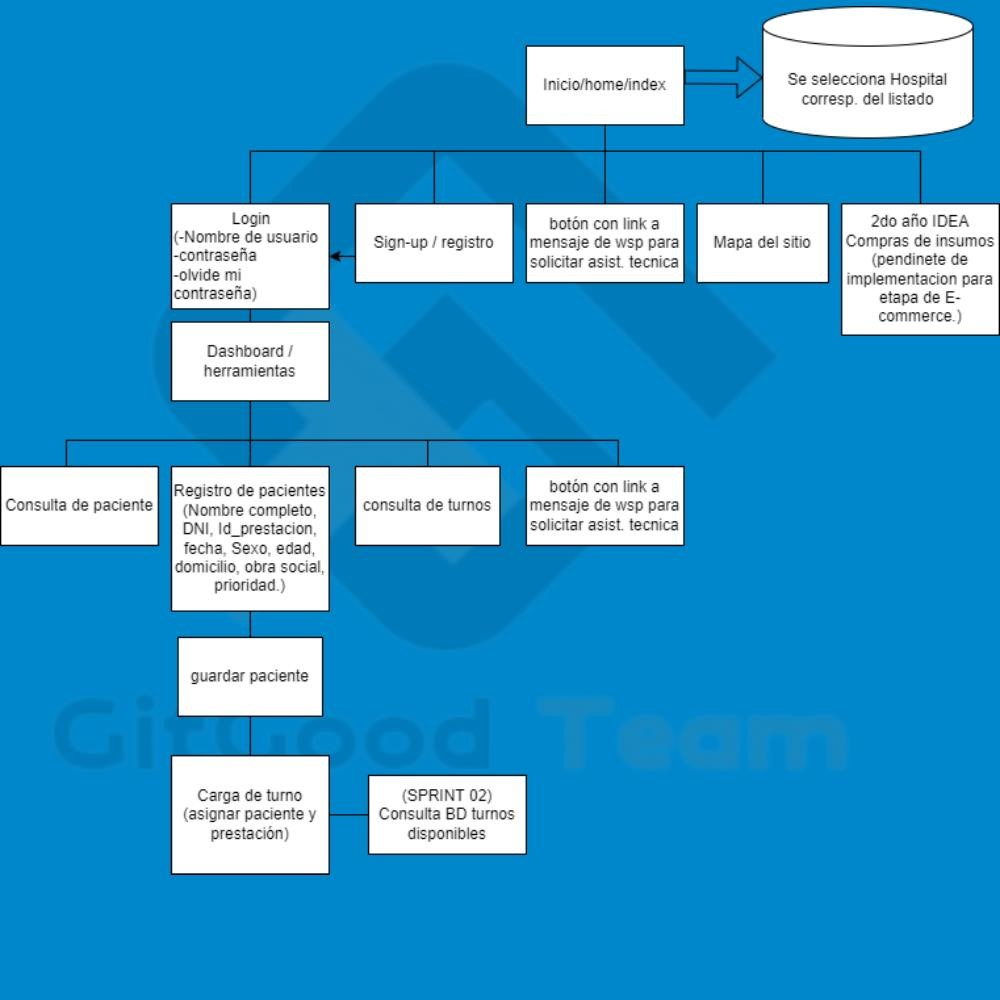 Inicio/home/index
Se selecciona Hospital
corresp. del listado
Login
(-Nombre de usuario
-contraseña
-olvide mi
contraseña)
Sign-up / registro
botón con link a
mensaje de wsp para
solicitar asist. tecnica
Mapa del sitio
2do año IDEA
Compras de insumos
(pendinete de
implementacion para
etapa de E-
commerce.)
Dashboard /
herramientas
Consulta de paciente
Registro de pacientes
(Nombre completo,
DNI, Id_prestacion,
fecha, Sexo, edad,
domicilio, obra social,
prioridad.)
consulta de turnos
botón con link a
mensaje de wsp para
solicitar asist. tecnica
guardar paciente
GitGood Team
Carga de turno
(asignar paciente y
prestación)
(SPRINT 02)
Consulta BD turnos
disponibles